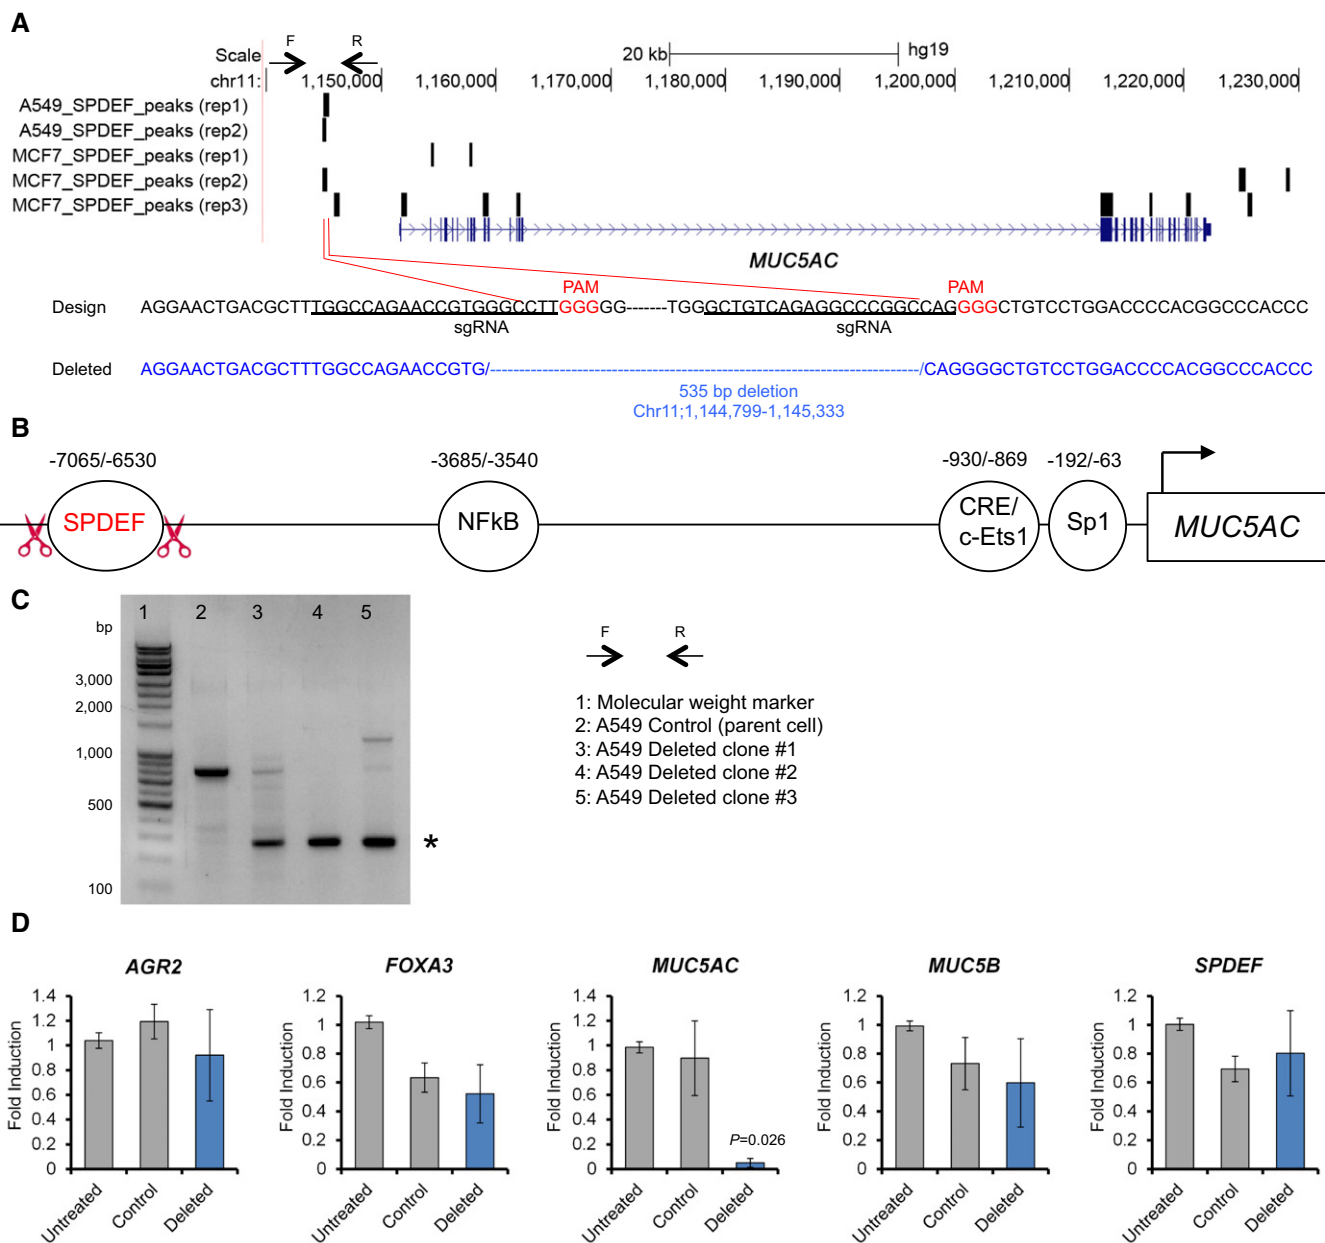 A
F R
Scale 20 kb hg19
chr11: 1,150,000 1,160,000 1,170,000 1,180,000 1,190,000 1,200,000 1,210,000 1,220,000 1,230,000
A549_SPDEF_peaks (rep1)
A549_SPDEF_peaks (rep2)
MCF7_SPDEF_peaks (rep1)
MCF7_SPDEF_peaks (rep2)
MCF7_SPDEF_peaks (rep3)
MUC5AC
PAM PAM
Design AGGAACTGACGCTTTGGCCAGAACCGTGGGCCTTGGGGG-------TGGGCTGTCAGAGGCCCGGCCAGGGGCTGTCCTGGACCCCACGGCCCACCC
sgRNA sgRNA
Deleted AGGAACTGACGCTTTGGCCAGAACCGTG/--------------------------------------------------------------------------------/CAGGGGCTGTCCTGGACCCCACGGCCCACCC
535 bp deletion
Chr11;1,144,799-1,145,333
B
-7065/-6530 -3685/-3540 -930/-869 -192/-63
SPDEF NFkB CRE/ c-Ets1 Sp1 MUC5AC
C
1 2 3 4 5
bp
3,000
2,000
1,000
500
100
*
F R
1: Molecular weight marker
2: A549 Control (parent cell)
3: A549 Deleted clone #1
4: A549 Deleted clone #2
5: A549 Deleted clone #3
D
AGR2
Fold Induction
1.4
1.2
1
0.8
0.6
0.4
0.2
0
Untreated Control Deleted
FOXA3
Fold Induction
1.2
1
0.8
0.6
0.4
0.2
0
Untreated Control Deleted
MUC5AC
Fold Induction
1.2
1
0.8
0.6
0.4
0.2
0
P=0.026
Untreated Control Deleted
MUC5B
Fold Induction
1.2
1
0.8
0.6
0.4
0.2
0
Untreated Control Deleted
SPDEF
Fold Induction
1.2
1
0.8
0.6
0.4
0.2
0
Untreated Control Deleted